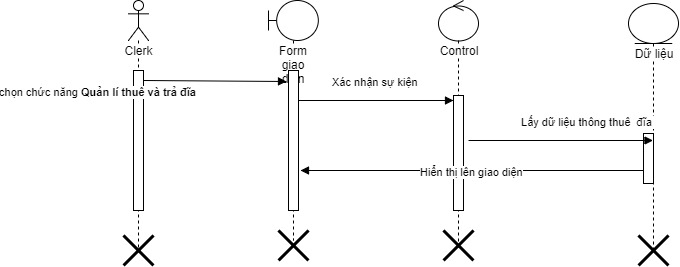 Clerk
Form
giao
diện
Control
Dữ liệu
chọn chức năng Quản lí thuê và trả đĩa
Xác nhận sự kiện
Lấy dữ liệu thông thuê đĩa
Hiển thị lên giao diện